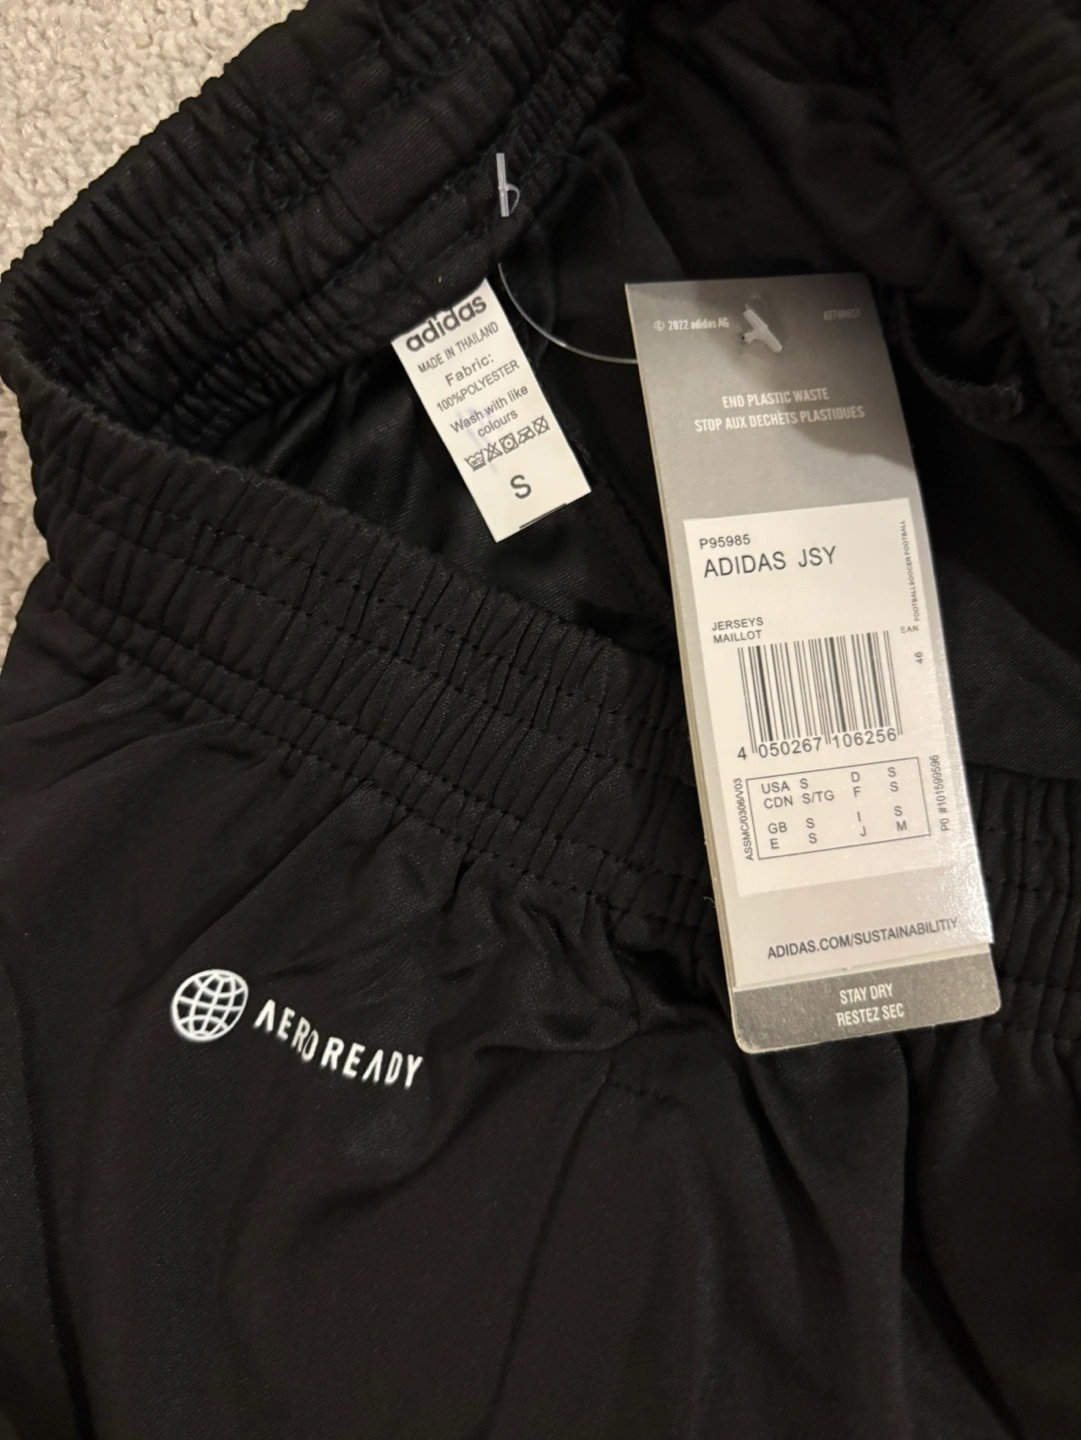 adidas
MADE IN THAILAND
Fabric:
100%POLYESTER
Wash with like
colours
S
© 2022 adidas AG
END PLASTIC WASTE
STOP AUX DECHETS PLASTIQUES
P95985
ADIDAS JSY
JERSEYS
MAILLOT
FOOTBALL/SOCCER FOOTBALL
EAN
46
4 050267 106256
USA S D S
CDN S/TG F S
GB S I S
E S J M
ASSMC/0306/V03
PO #101599596
ADIDAS.COM/SUSTAINABILITIY
STAY DRY
RESTEZ SEC
AEROREADY